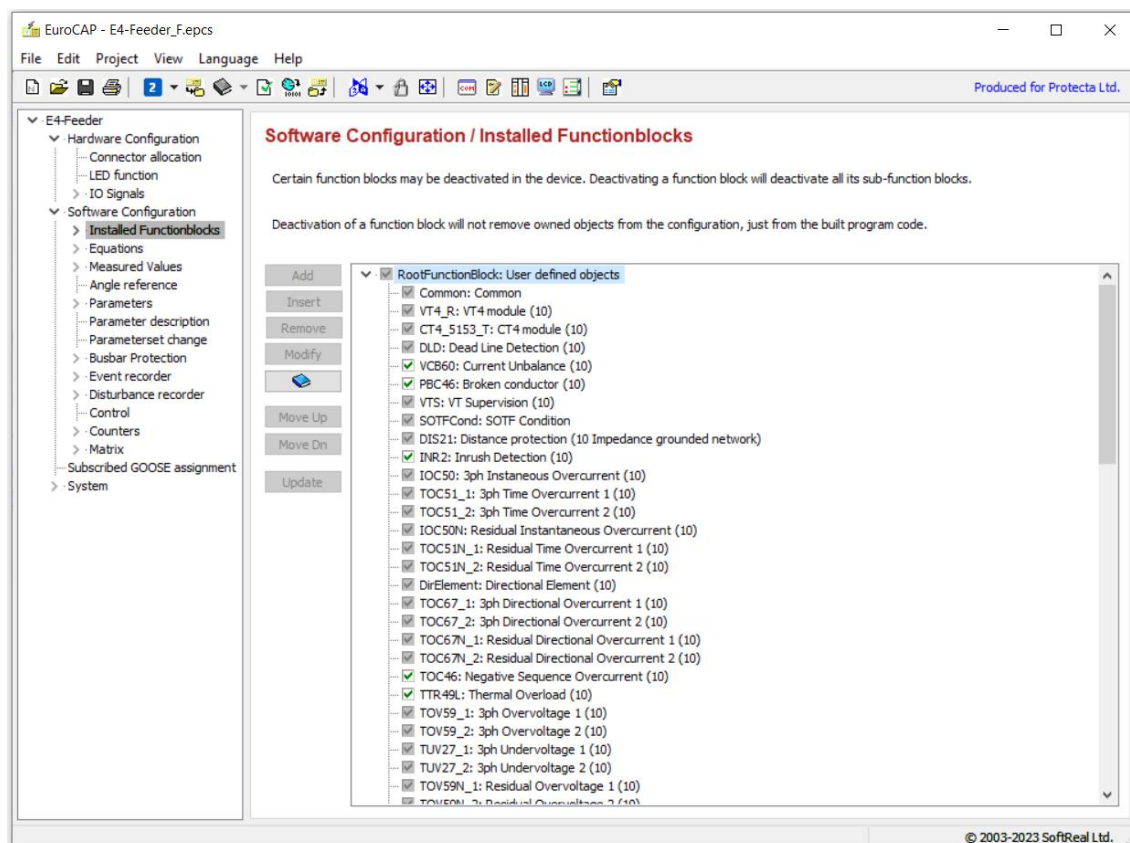 EuroCAP - E4-Feeder_F.epcs
File Edit Project View Language Help
Produced for Protecta Ltd.
E4-Feeder
Hardware Configuration
Connector allocation
LED function
IO Signals
Software Configuration
Installed Functionblocks
Equations
Measured Values
Angle reference
Parameters
Parameter description
Parameterset change
Busbar Protection
Event recorder
Disturbance recorder
Control
Counters
Matrix
Subscribed GOOSE assignment
System
Software Configuration / Installed Functionblocks
Certain function blocks may be deactivated in the device. Deactivating a function block will deactivate all its sub-function blocks.
Deactivation of a function block will not remove owned objects from the configuration, just from the built program code.
Add
Insert
Remove
Modify
Move Up
Move Dn
Update
RootFunctionBlock: User defined objects
Common: Common
VT4_R: VT4 module (10)
CT4_5153_T: CT4 module (10)
DLD: Dead Line Detection (10)
VCB60: Current Unbalance (10)
PBC46: Broken conductor (10)
VTS: VT Supervision (10)
SOTFCond: SOTF Condition
DIS21: Distance protection (10 Impedance grounded network)
INR2: Inrush Detection (10)
IOC50: 3ph Instaneous Overcurrent (10)
TOC51_1: 3ph Time Overcurrent 1 (10)
TOC51_2: 3ph Time Overcurrent 2 (10)
IOC50N: Residual Instantaneous Overcurrent (10)
TOC51N_1: Residual Time Overcurrent 1 (10)
TOC51N_2: Residual Time Overcurrent 2 (10)
DirElement: Directional Element (10)
TOC67_1: 3ph Directional Overcurrent 1 (10)
TOC67_2: 3ph Directional Overcurrent 2 (10)
TOC67N_1: Residual Directional Overcurrent 1 (10)
TOC67N_2: Residual Directional Overcurrent 2 (10)
TOC46: Negative Sequence Overcurrent (10)
TTR49L: Thermal Overload (10)
TOV59_1: 3ph Overvoltage 1 (10)
TOV59_2: 3ph Overvoltage 2 (10)
TUV27_1: 3ph Undervoltage 1 (10)
TUV27_2: 3ph Undervoltage 2 (10)
TOV59N_1: Residual Overvoltage 1 (10)
TOV59N_2: Residual Overvoltage 2 (10)
© 2003-2023 SoftReal Ltd.